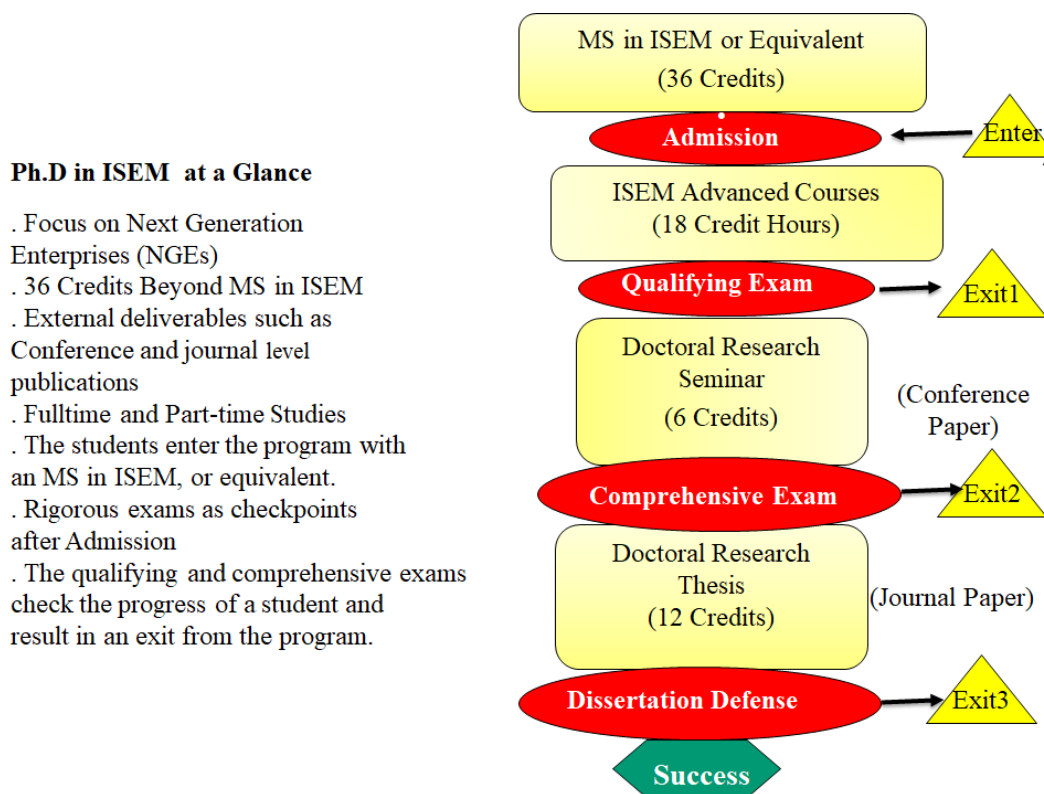 Ph.D in ISEM at a Glance
. Focus on Next Generation
Enterprises (NGEs)
. 36 Credits Beyond MS in ISEM
. External deliverables such as
Conference and journal level
publications
. Fulltime and Part-time Studies
. The students enter the program with
an MS in ISEM, or equivalent.
. Rigorous exams as checkpoints
after Admission
. The qualifying and comprehensive exams
check the progress of a student and
result in an exit from the program.
MS in ISEM or Equivalent
(36 Credits)
Admission
Enter
ISEM Advanced Courses
(18 Credit Hours)
Qualifying Exam
Exit1
Doctoral Research
Seminar
(6 Credits)
(Conference
Paper)
Comprehensive Exam
Exit2
Doctoral Research
Thesis
(12 Credits)
(Journal Paper)
Dissertation Defense
Exit3
Success